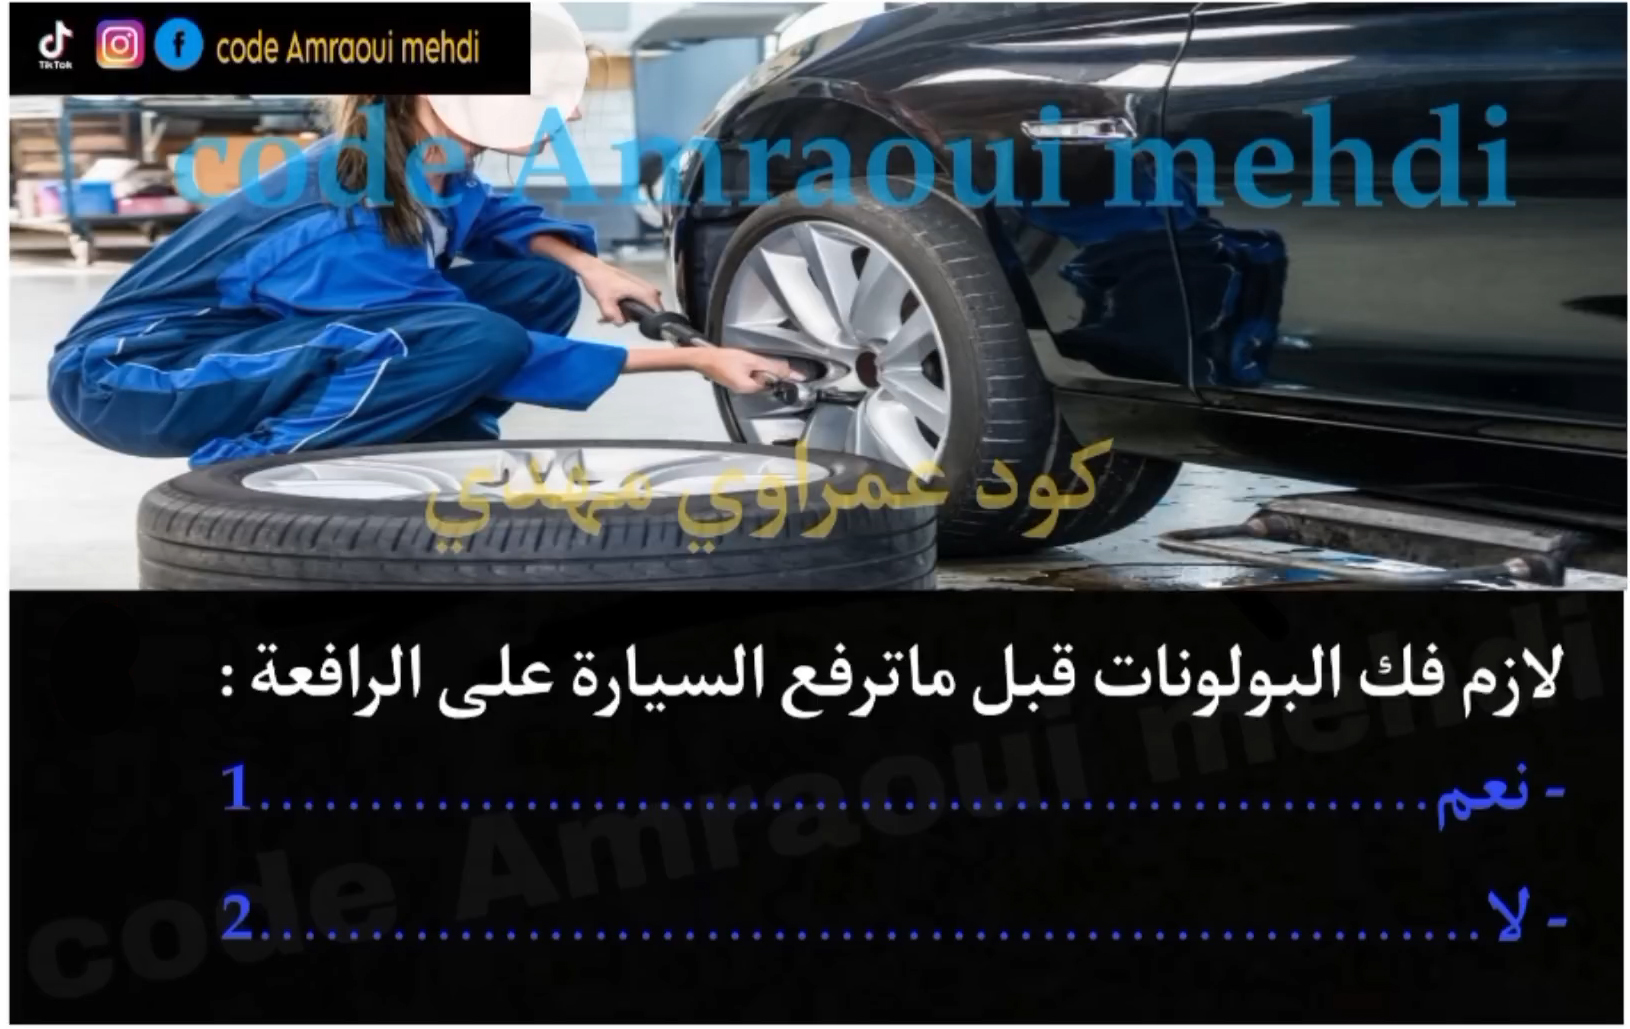 TikTok
code Amraoui mehdi
code Amraoui mehdi
كود عمراوي مهدي
لازم فك البولونات قبل ماترفع السيارة على الرافعة :
- نعم..........................................................1
- لا.............................................................2
code Amraoui mehdi